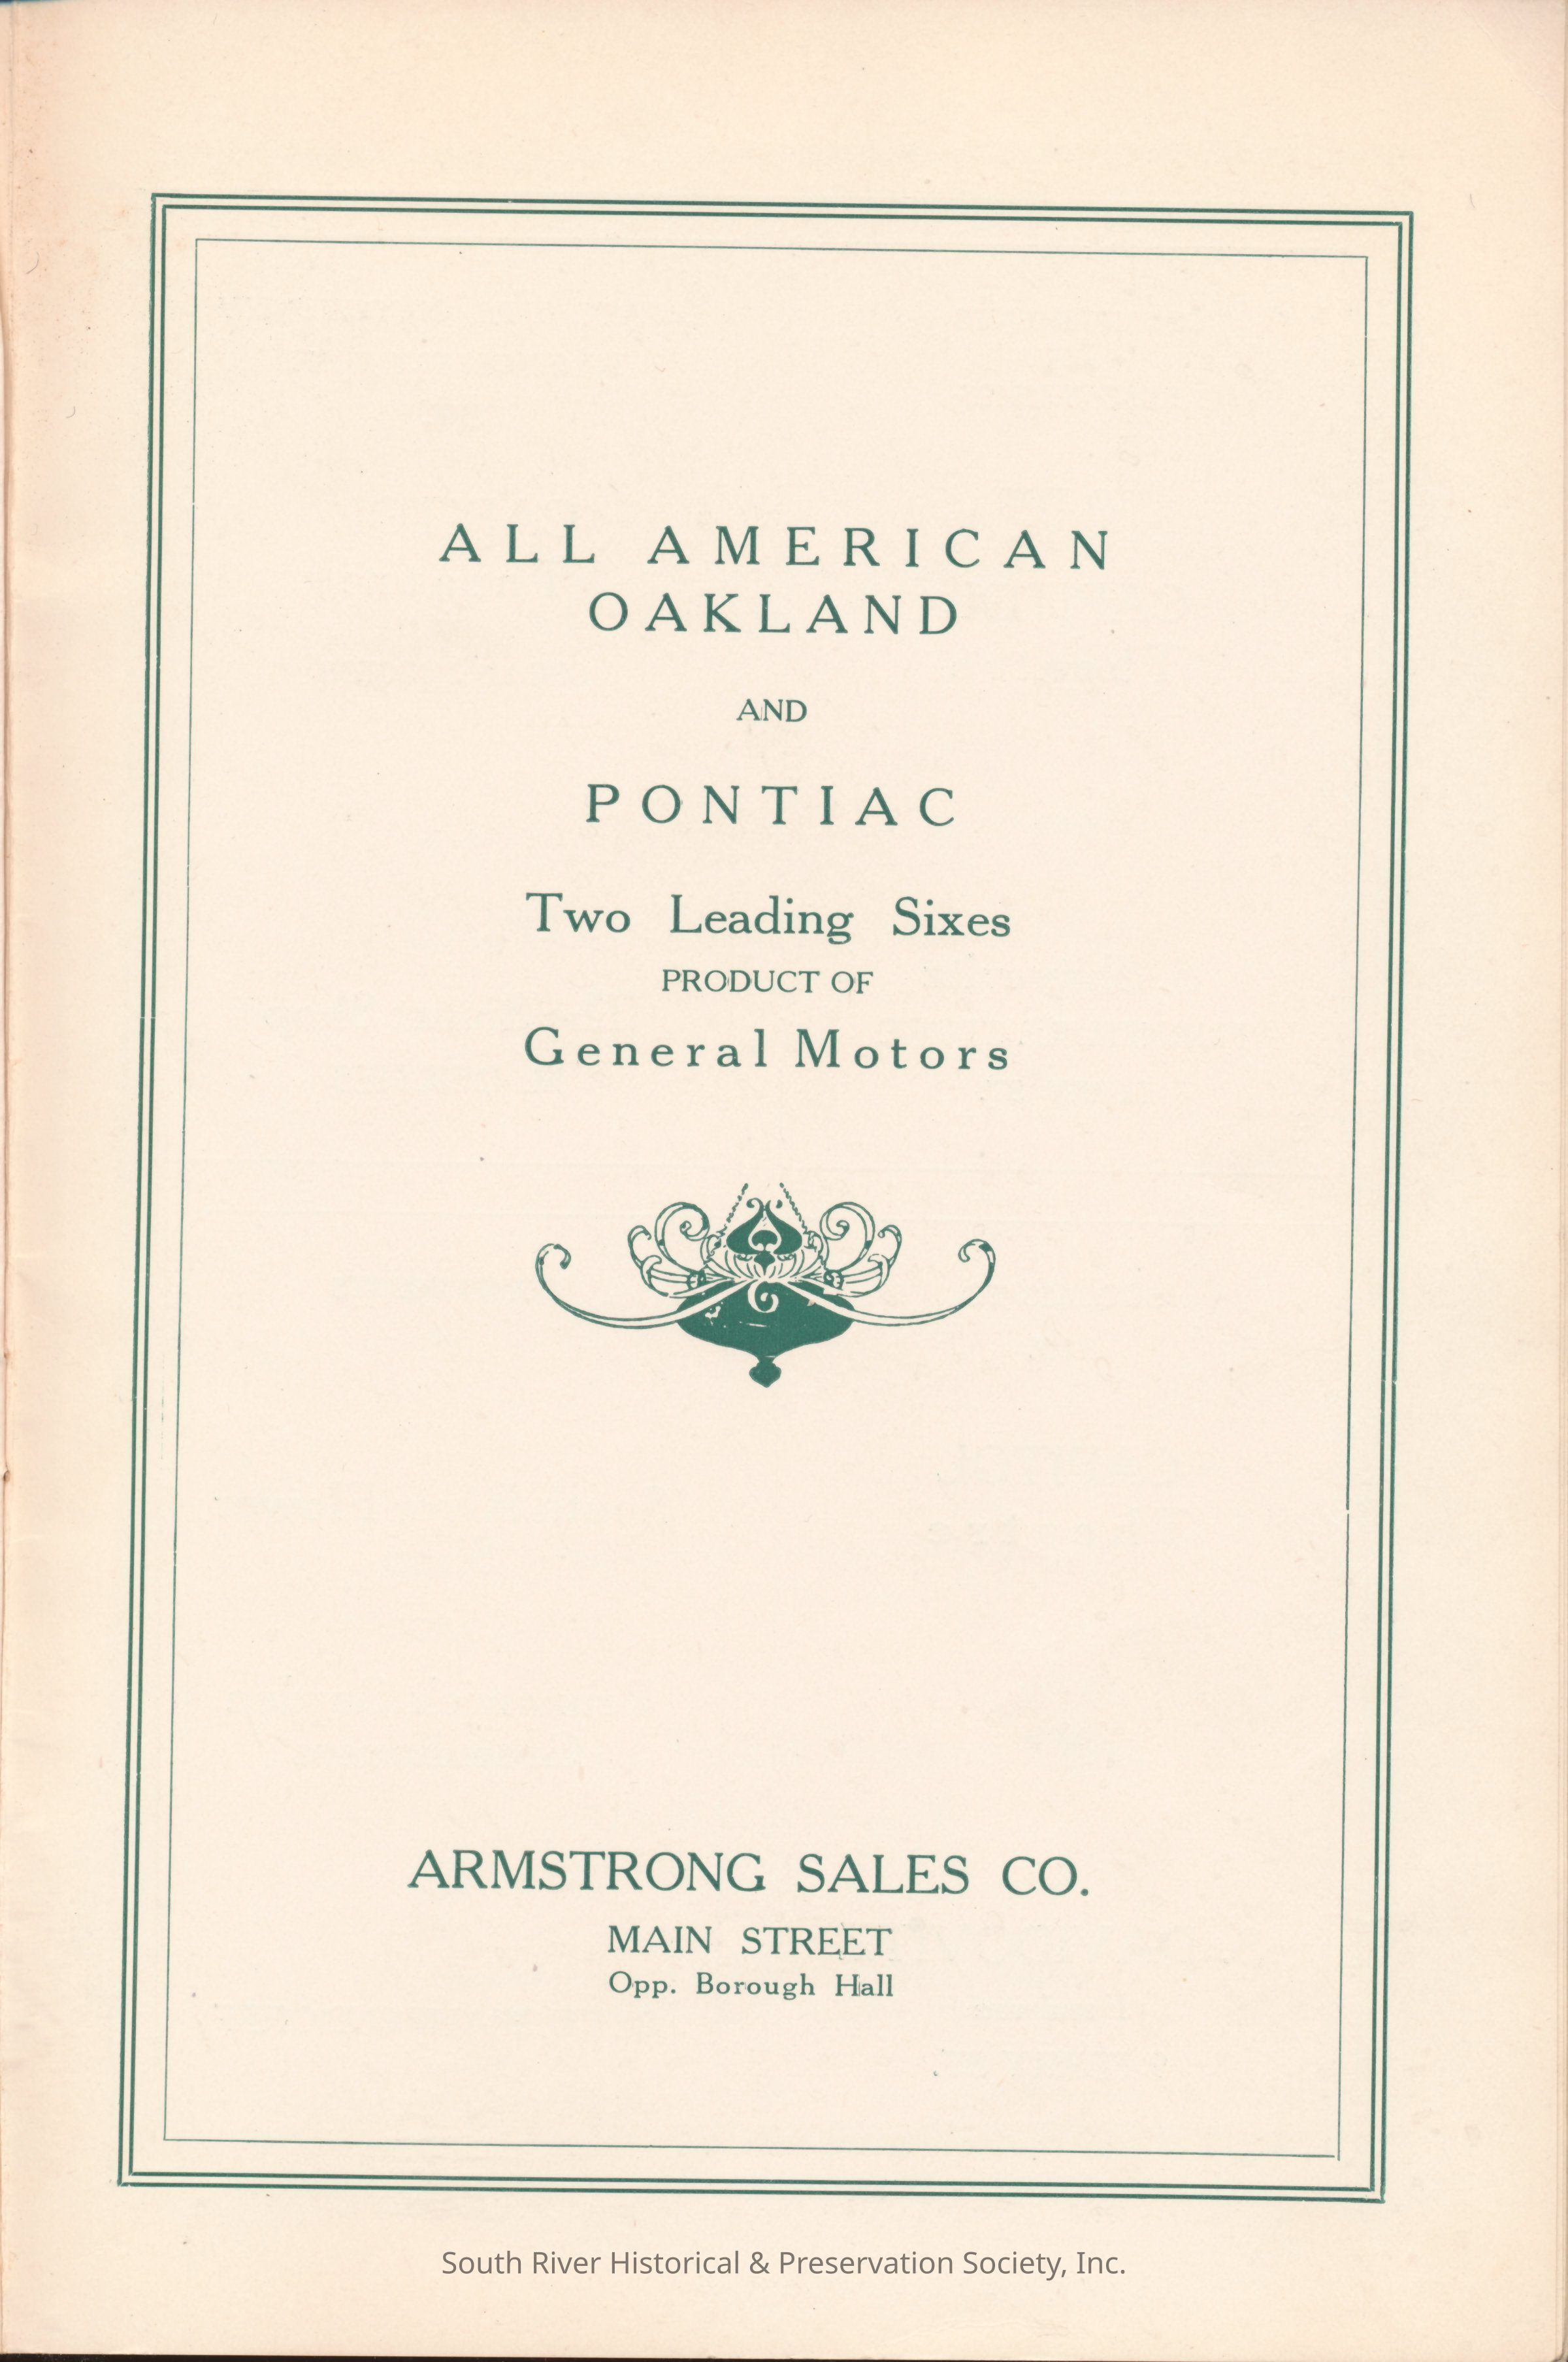 ALL AMERICAN
OAKLAND
AND
PONTIAC
Two Leading Sixes
PRODUCT OF
General Motors
ARMSTRONG SALES CO.
MAIN STREET
Opp. Borough Hall
South River Historical & Preservation Society, Inc.